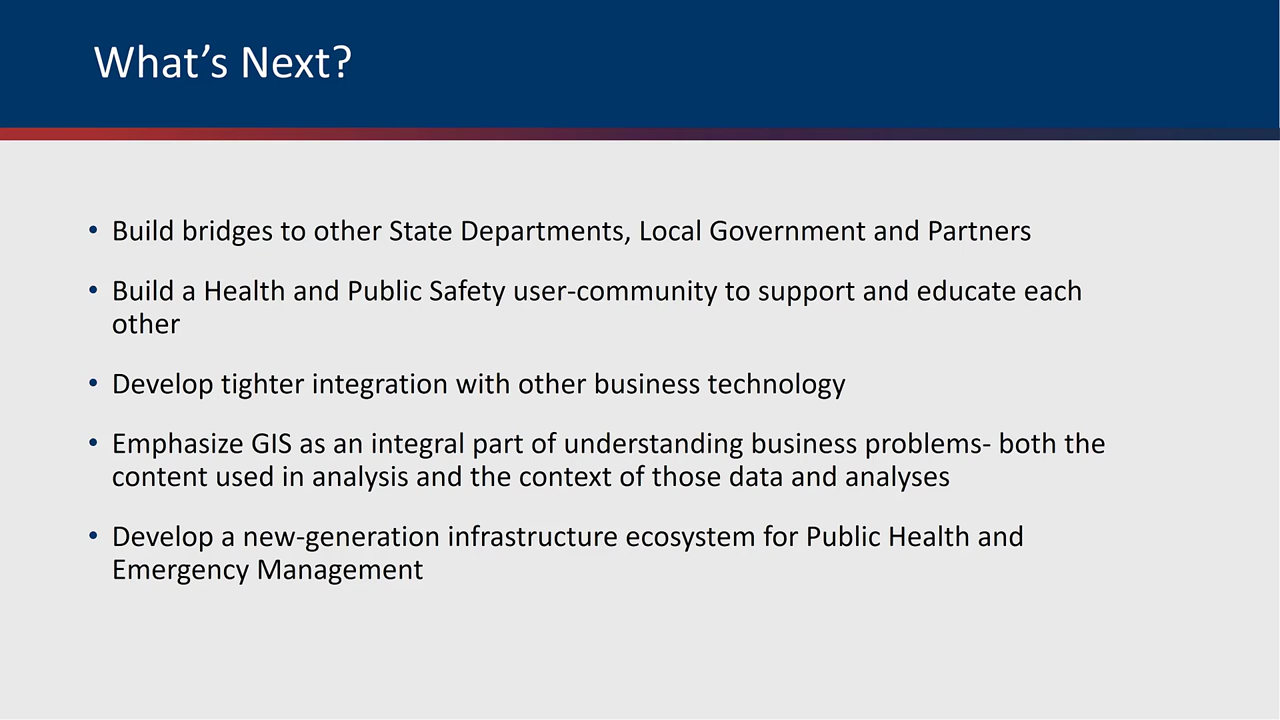 What’s Next?
• Build bridges to other State Departments, Local Government and Partners
• Build a Health and Public Safety user-community to support and educate each
other
• Develop tighter integration with other business technology
• Emphasize GIS as an integral part of understanding business problems- both the
content used in analysis and the context of those data and analyses
• Develop a new-generation infrastructure ecosystem for Public Health and
Emergency Management